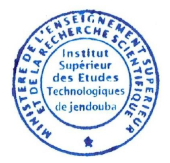 MINISTERE DE L'ENSEIGNEMENT SUPERIEUR
ET DE LA RECHERCHE SCIENTIFIQUE
Institut
Supérieur
des Etudes
Technologiques
de jendouba